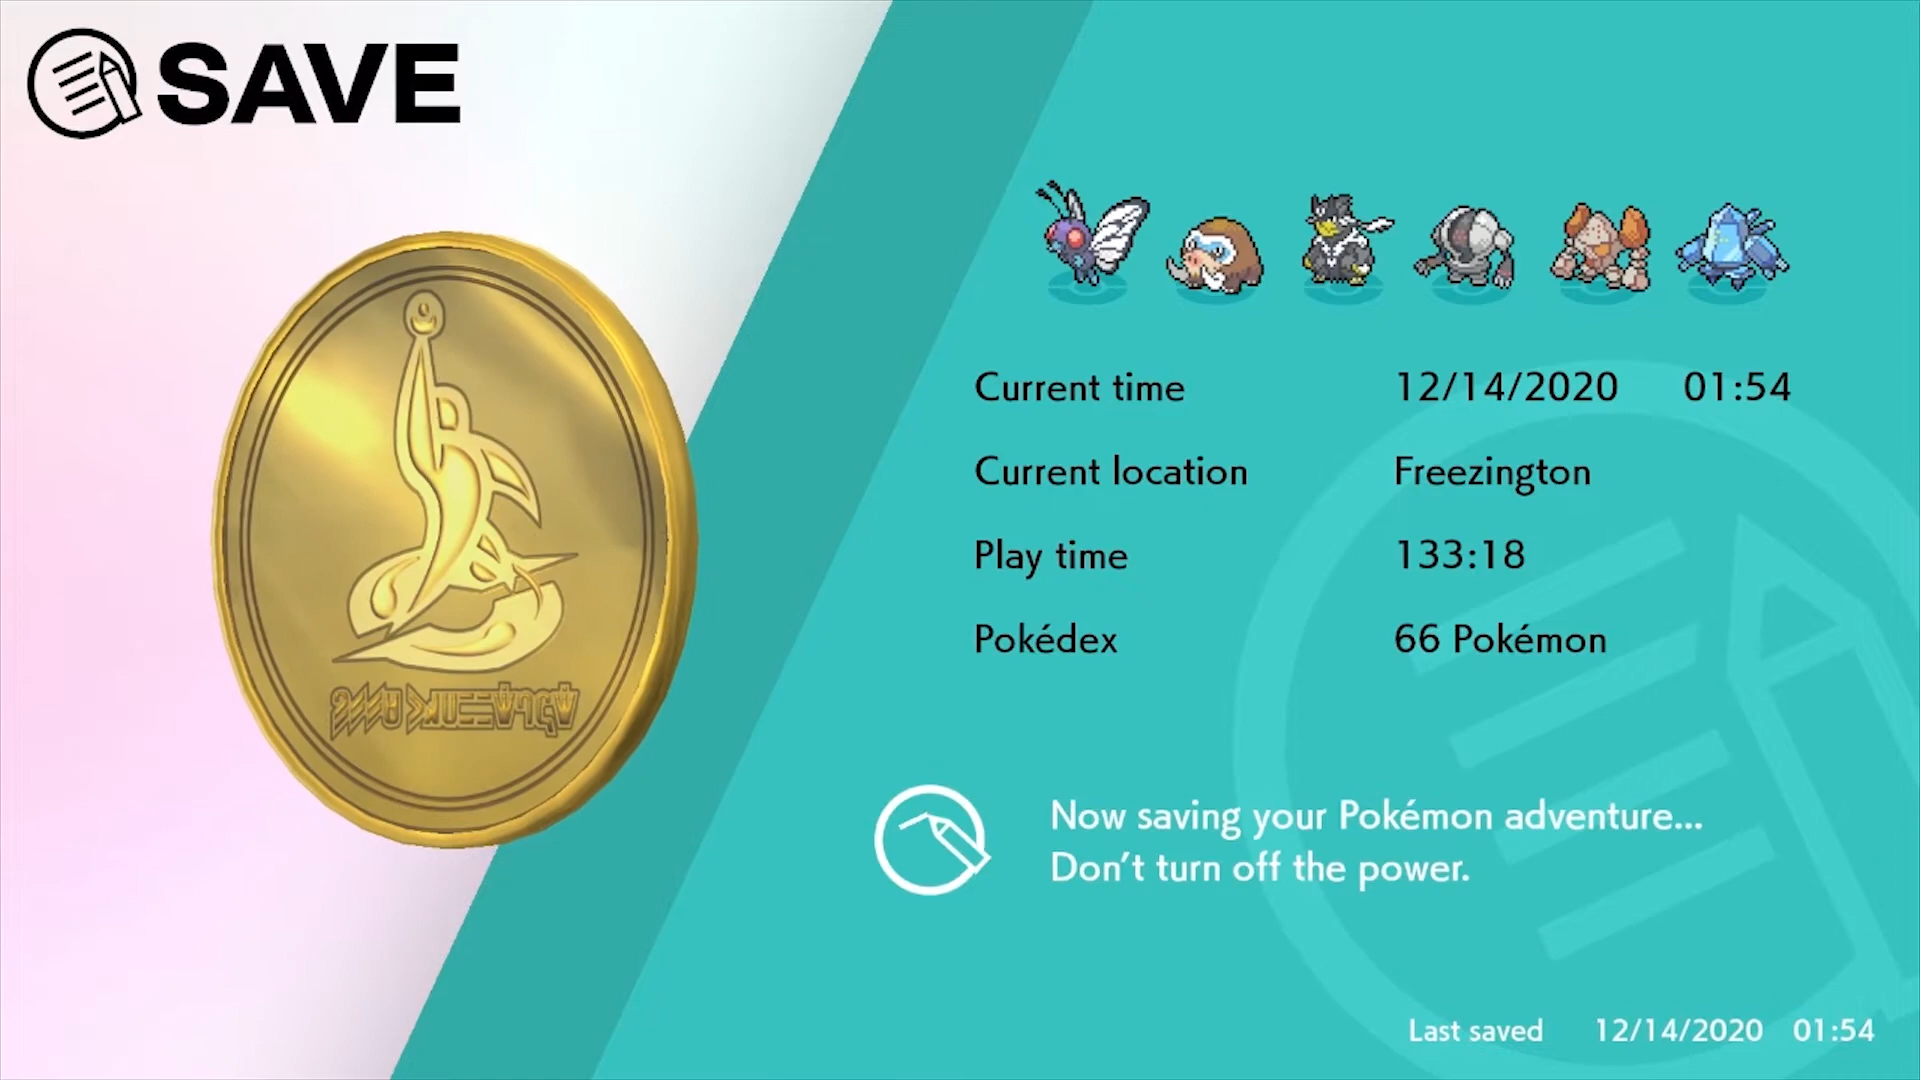 SAVE
Current time 12/14/2020 01:54
Current location Freezington
Play time 133:18
Pokédex 66 Pokémon
Now saving your Pokémon adventure...
Don't turn off the power.
Last saved 12/14/2020 01:54